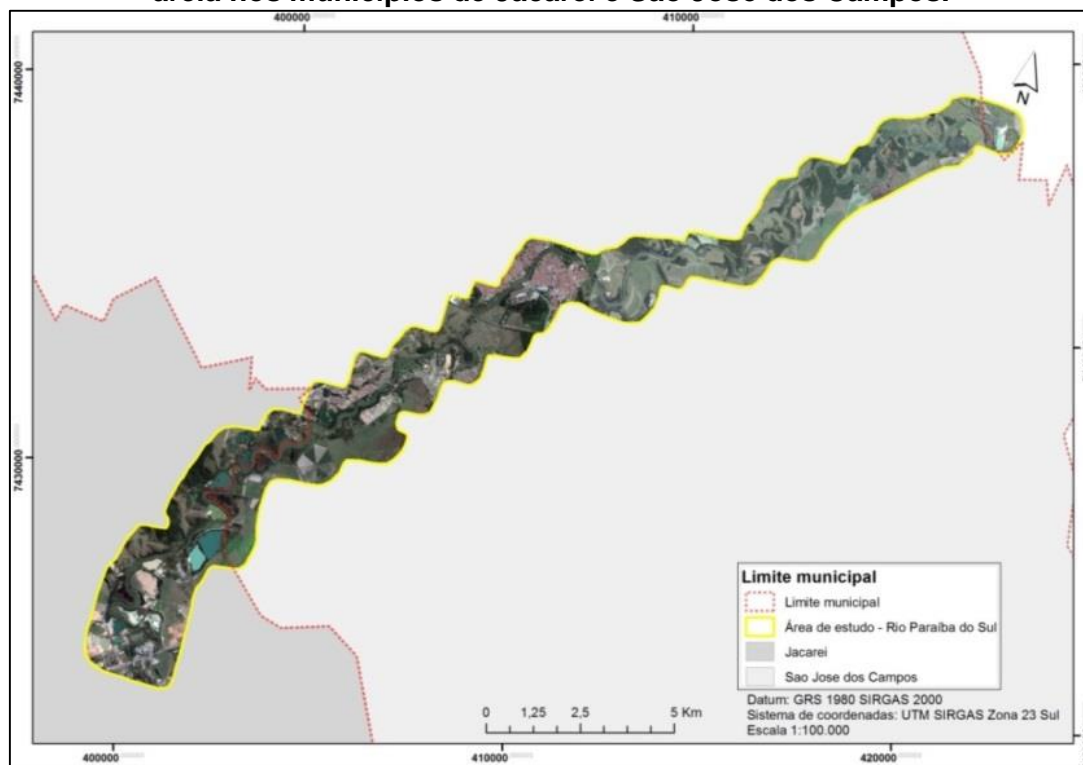 areia nos municípios de Jacareí e São José dos Campos.
400000
410000
7440000
N
7430000
Limite municipal
Limite municipal
Área de estudo - Rio Paraíba do Sul
Jacarei
Sao Jose dos Campos
Datum: GRS 1980 SIRGAS 2000
Sistema de coordenadas: UTM SIRGAS Zona 23 Sul
Escala 1:100.000
0 1,25 2,5 5 Km
400000
410000
420000